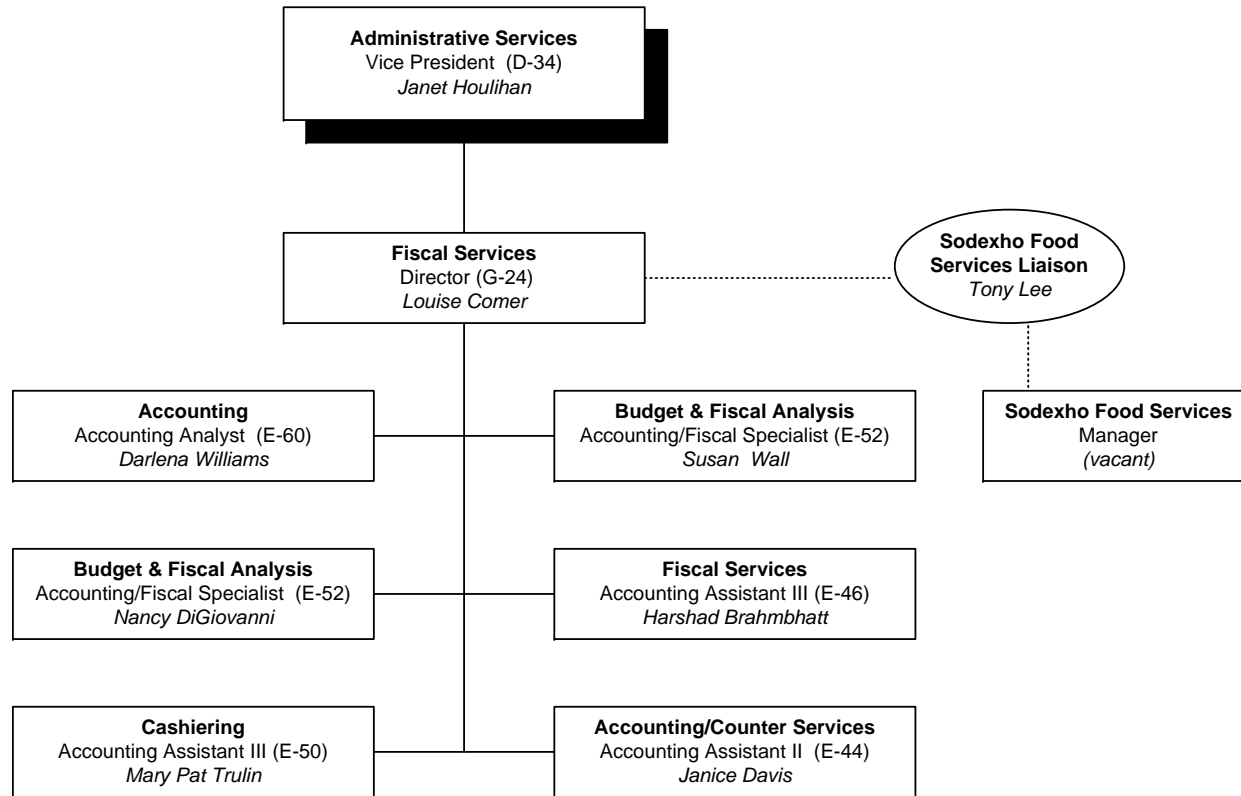 Administrative Services
Vice President (D-34)
Janet Houlihan
Fiscal Services
Director (G-24)
Louise Comer
Sodexho Food
Services Liaison
Tony Lee
Accounting
Accounting Analyst (E-60)
Darlena Williams
Budget & Fiscal Analysis
Accounting/Fiscal Specialist (E-52)
Susan Wall
Sodexho Food Services
Manager
(vacant)
Budget & Fiscal Analysis
Accounting/Fiscal Specialist (E-52)
Nancy DiGiovanni
Fiscal Services
Accounting Assistant III (E-46)
Harshad Brahmbhatt
Cashiering
Accounting Assistant III (E-50)
Mary Pat Trulin
Accounting/Counter Services
Accounting Assistant II (E-44)
Janice Davis